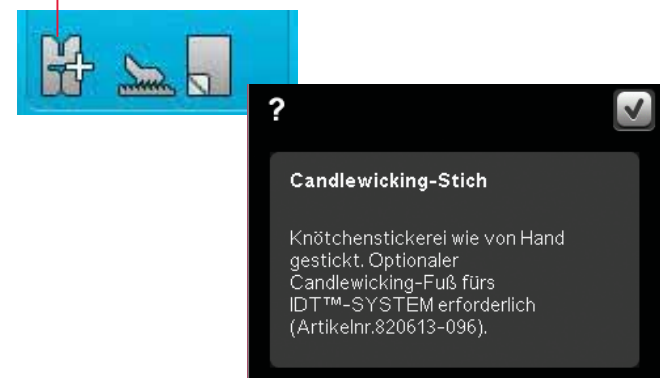 ?
Candlewicking-Stich
Knötchenstickerei wie von Hand
gestickt. Optionaler
Candlewicking-Fuß fürs
IDT™-SYSTEM erforderlich
(Artikelnr.820613-096).